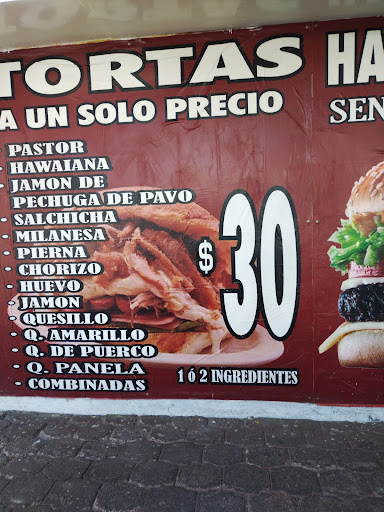 TORTAS
A UN SOLO PRECIO
- PASTOR
- HAWAIANA
- JAMON DE
PECHUGA DE PAVO
- SALCHICHA
- MILANESA
- PIERNA
- CHORIZO
- HUEVO
- JAMON
- QUESILLO
- Q. AMARILLO
- Q. DE PUERCO
- Q. PANELA
- COMBINADAS
$30
1 ó 2 INGREDIENTES
HA
SEN